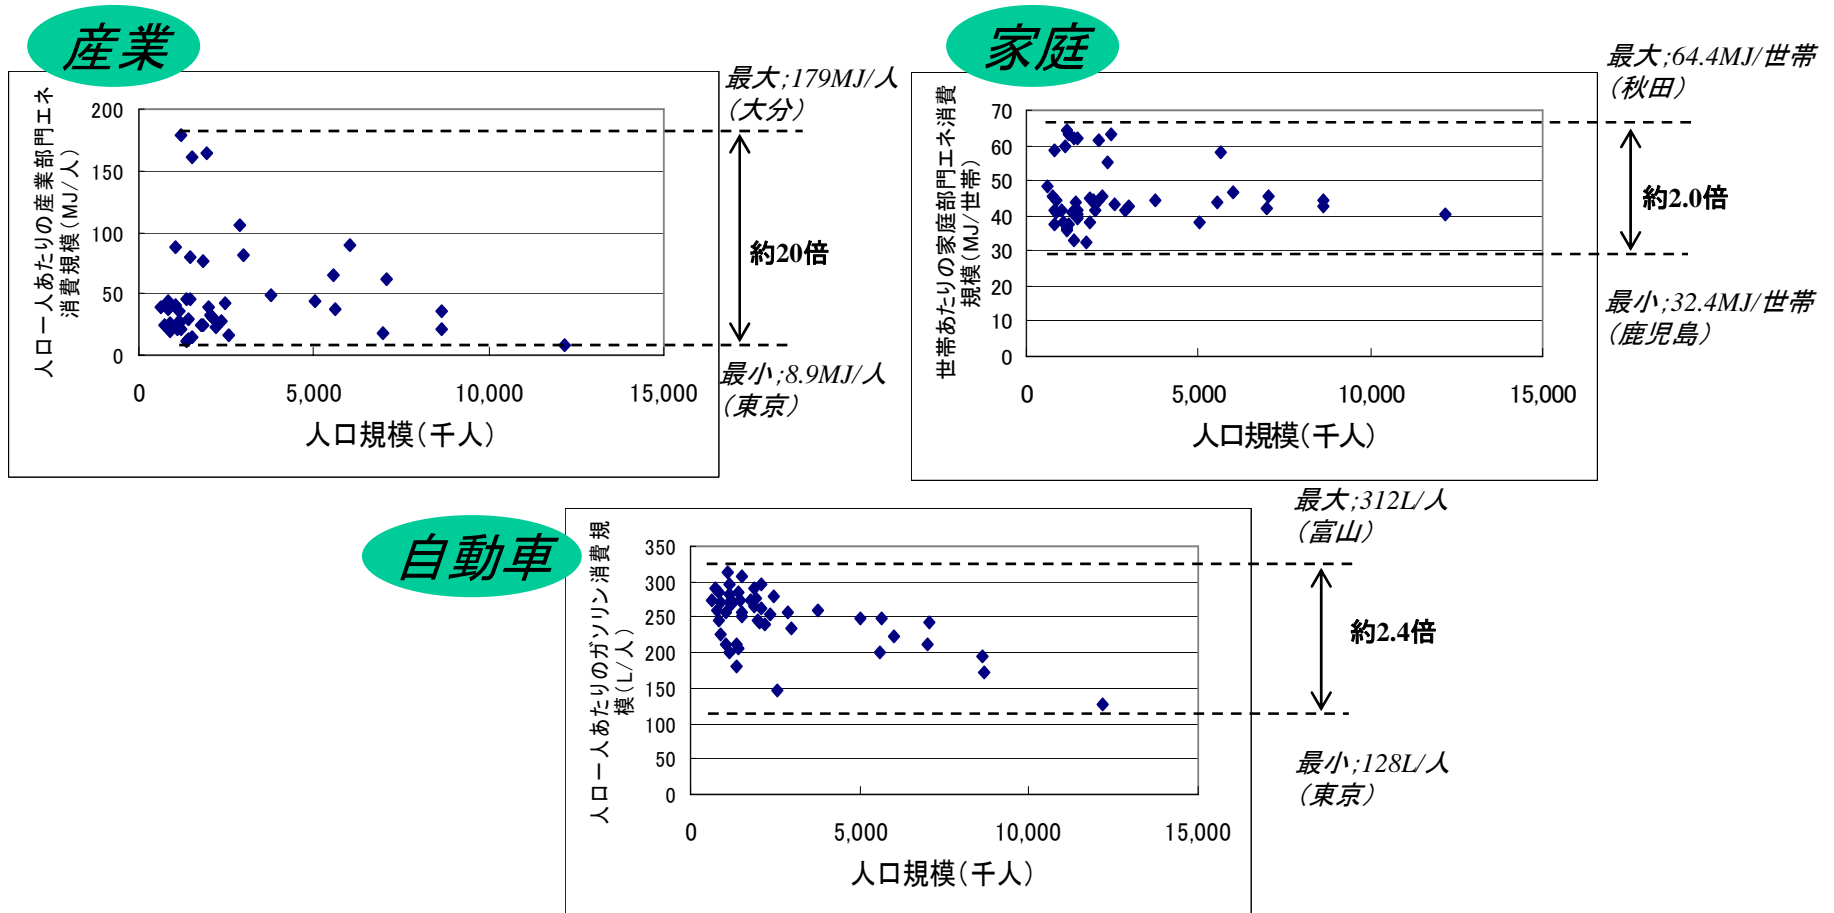 産業
人口一人あたりの産業部門エネ
消費規模(MJ/人)
200
150
100
50
0
0
5,000
10,000
15,000
人口規模(千人)
最大;179MJ/人
(大分)
約20倍
最小;8.9MJ/人
(東京)
家庭
世帯あたりの家庭部門エネ消費
規模(MJ/世帯)
70
60
50
40
30
20
10
0
0
5,000
10,000
15,000
人口規模(千人)
最大;64.4MJ/世帯
(秋田)
約2.0倍
最小;32.4MJ/世帯
(鹿児島)
自動車
人口一人あたりのガソリン消費規
模(L/人)
350
300
250
200
150
100
50
0
0
5,000
10,000
15,000
人口規模(千人)
最大;312L/人
(富山)
約2.4倍
最小;128L/人
(東京)